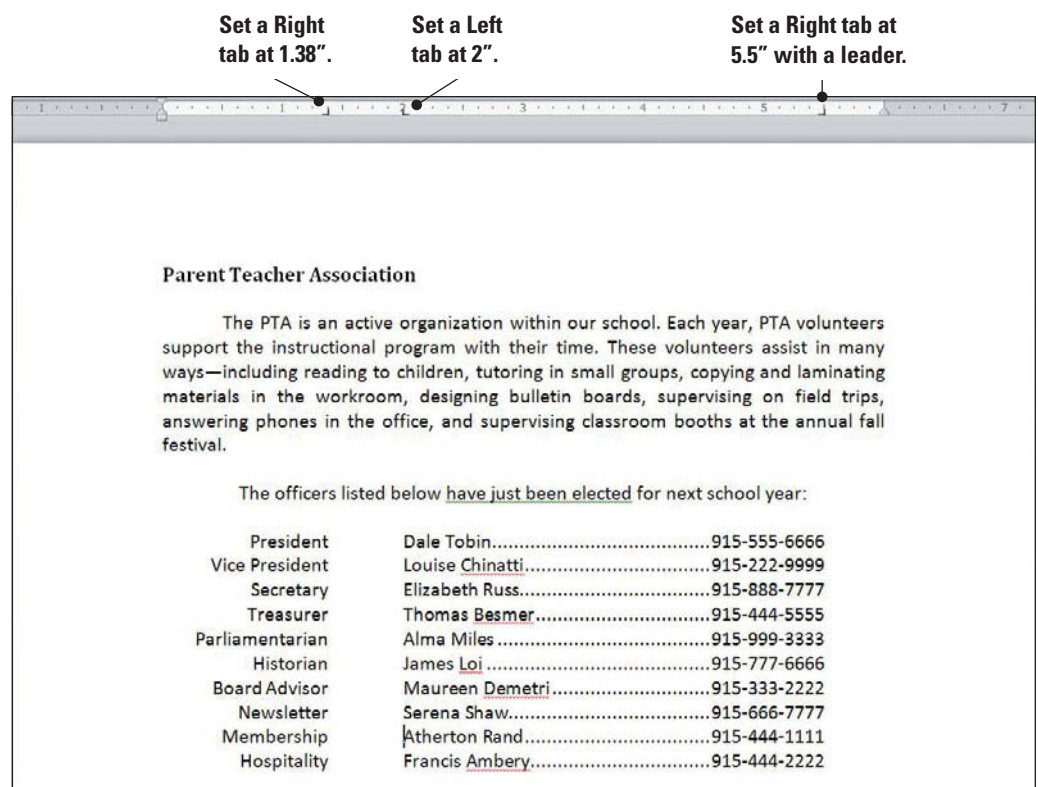 Set a Right
tab at 1.38”.
Set a Left
tab at 2”.
Set a Right tab at
5.5” with a leader.
1 1 2 3 4 5 7
Parent Teacher Association
The PTA is an active organization within our school. Each year, PTA volunteers
support the instructional program with their time. These volunteers assist in many
ways—including reading to children, tutoring in small groups, copying and laminating
materials in the workroom, designing bulletin boards, supervising on field trips,
answering phones in the office, and supervising classroom booths at the annual fall
festival.
The officers listed below have just been elected for next school year:
President Dale Tobin........................................915-555-6666
Vice President Louise Chinatti..................................915-222-9999
Secretary Elizabeth Russ...................................915-888-7777
Treasurer Thomas Besmer................................915-444-5555
Parliamentarian Alma Miles.......................................915-999-3333
Historian James Loi.........................................915-777-6666
Board Advisor Maureen Demetri.............................915-333-2222
Newsletter Serena Shaw.....................................915-666-7777
Membership Atherton Rand..................................915-444-1111
Hospitality Francis Ambery.................................915-444-2222